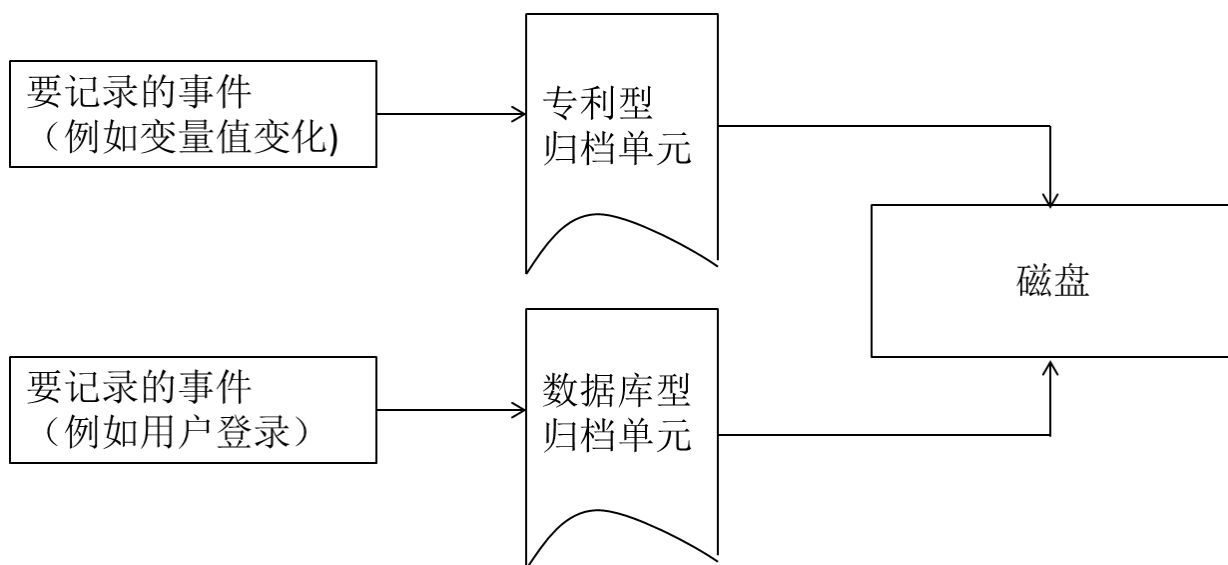 要记录的事件
（例如变量值变化)
专利型
归档单元
磁盘
要记录的事件
（例如用户登录）
数据库型
归档单元